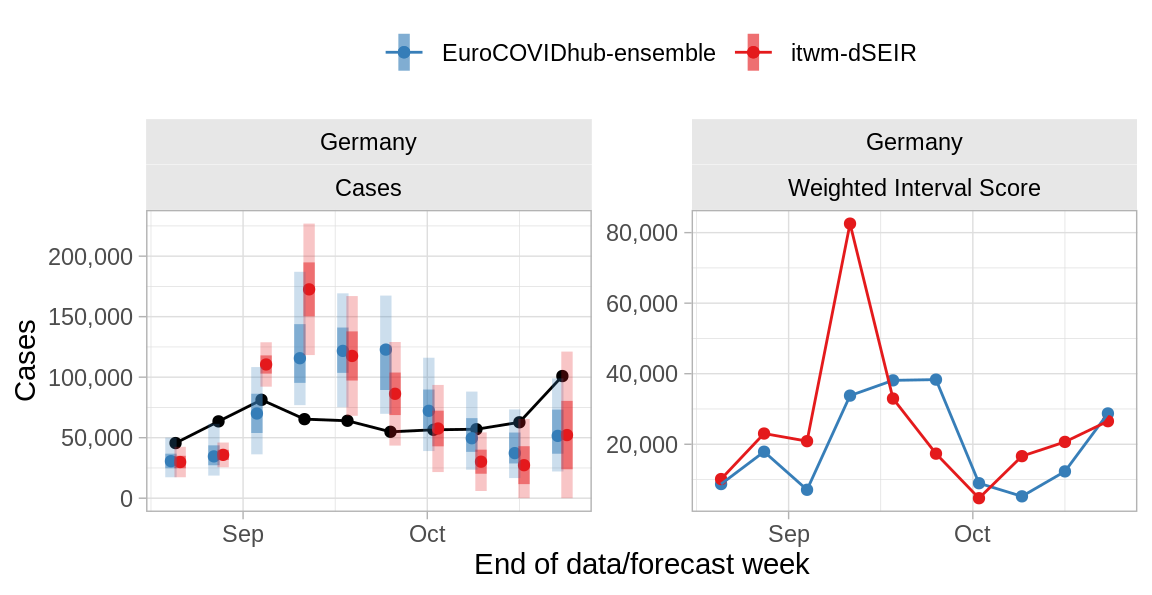 EuroCOVIDhub-ensemble itwm-dSEIR
Germany
Cases
Cases
200,000
150,000
100,000
50,000
0
Sep Oct
Germany
Weighted Interval Score
80,000
60,000
40,000
20,000
Sep Oct
End of data/forecast week